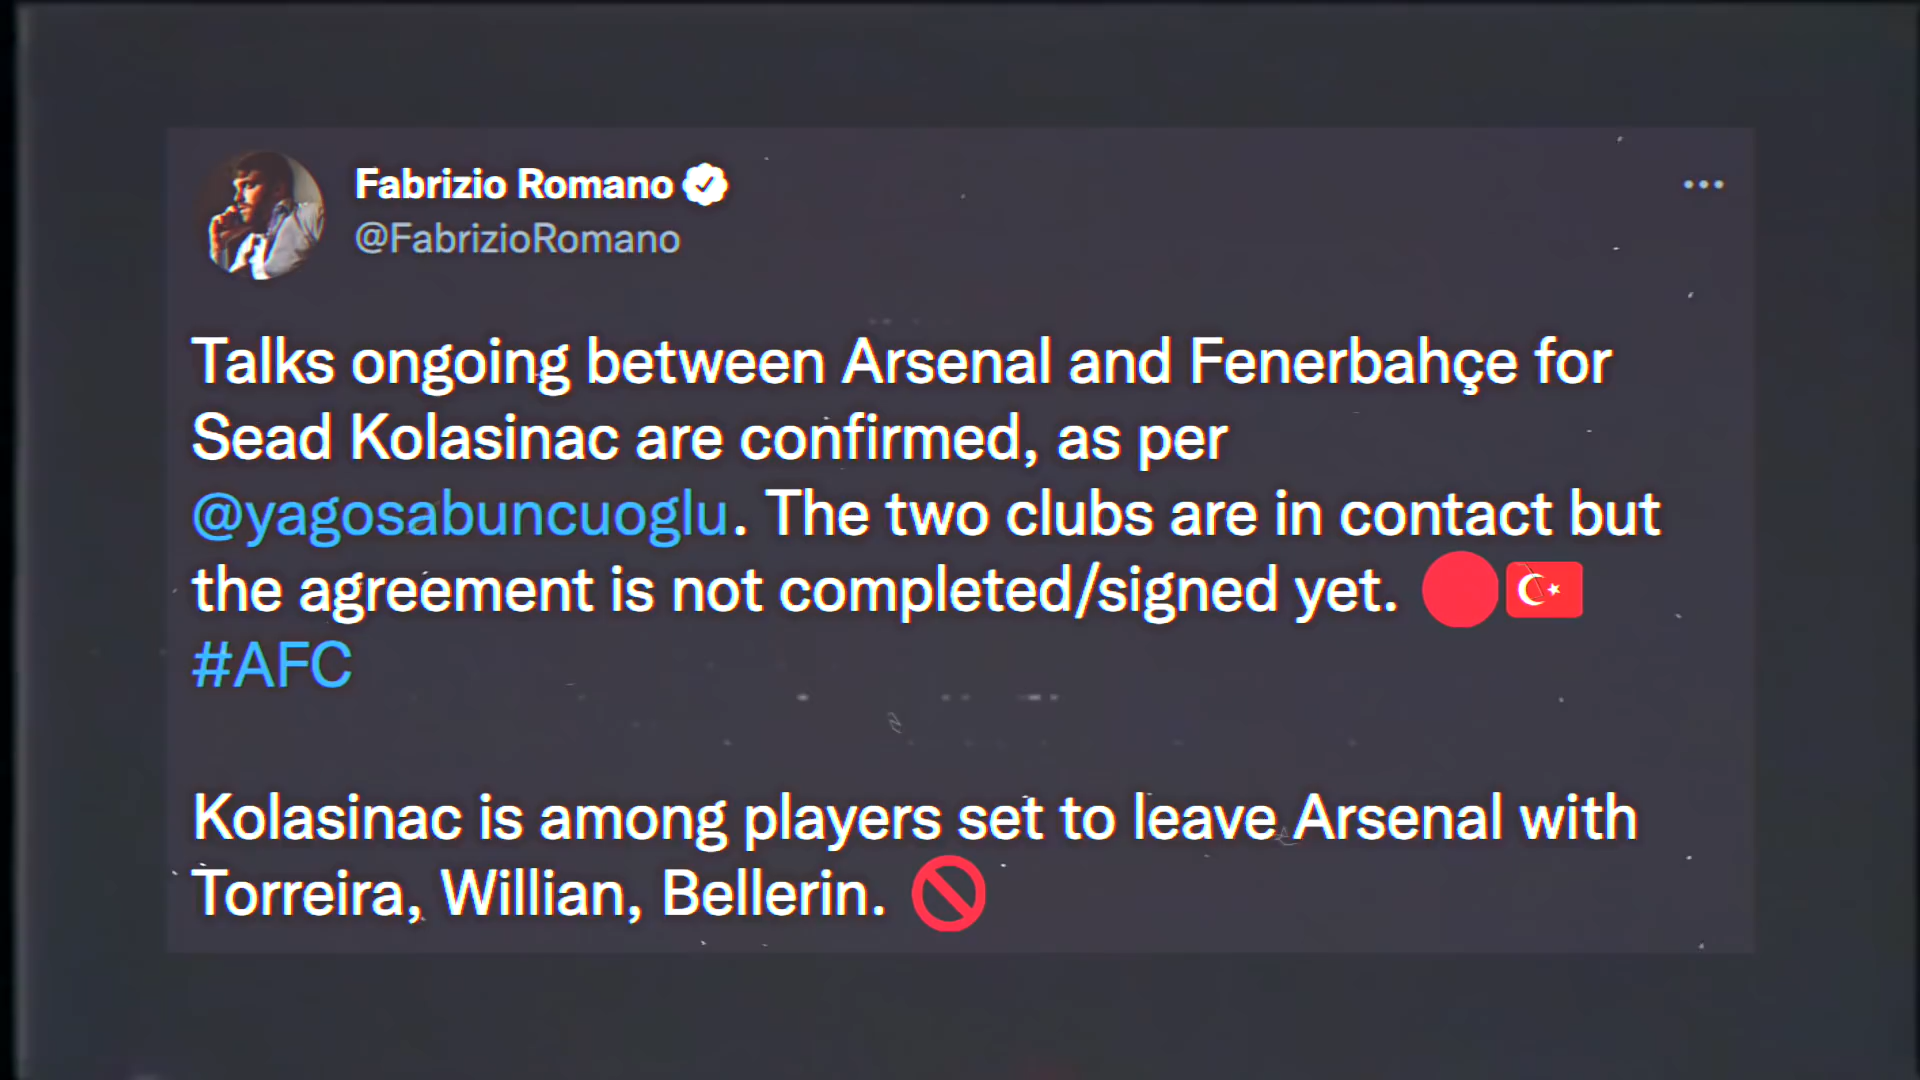 Fabrizio Romano
@FabrizioRomano
Talks ongoing between Arsenal and Fenerbahçe for
Sead Kolasinac are confirmed, as per
@yagosabuncuoglu. The two clubs are in contact but
the agreement is not completed/signed yet. 🔴🇹🇷
#AFC
Kolasinac is among players set to leave Arsenal with
Torreira, Willian, Bellerin. 🚫